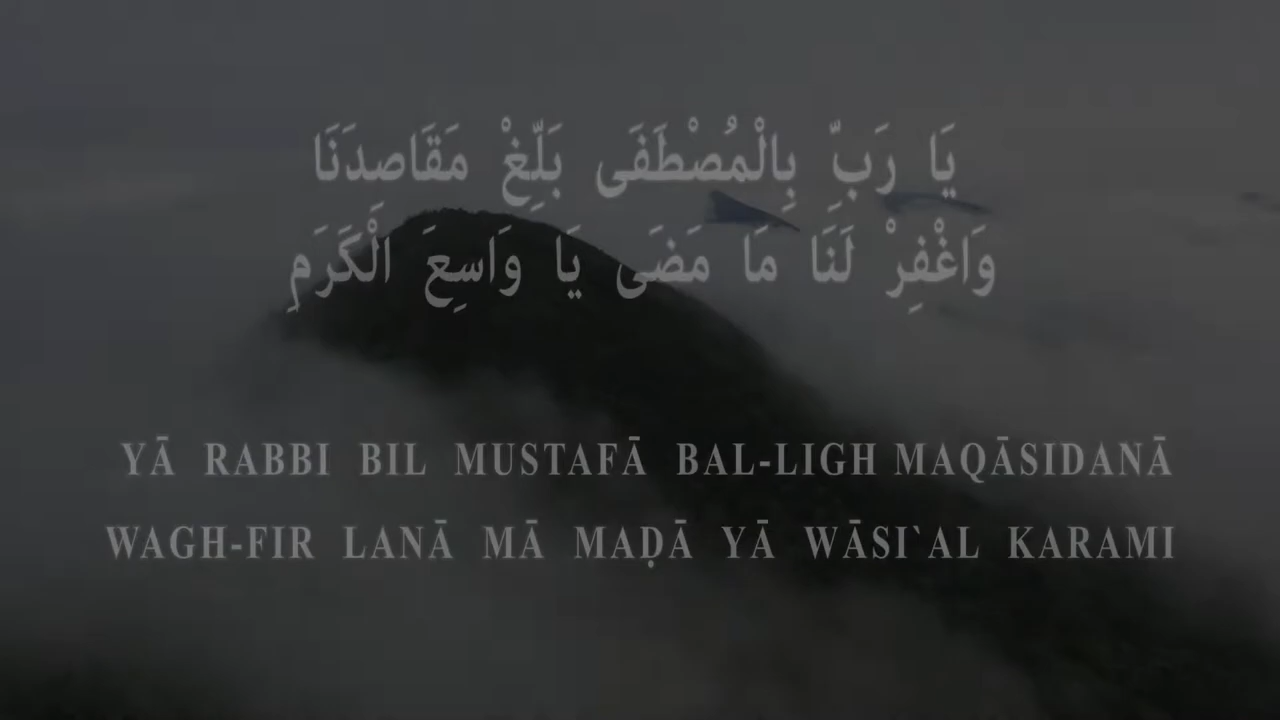 يَا رَبِّ بِالْمُصْطَفَى بَلِّغْ مَقَاصِدَنَا
وَاغْفِرْ لَنَا مَا مَضَى يَا وَاسِعَ الْكَرَمِ
YĀ RABBI BIL MUSTAFĀ BAL-LIGH MAQĀSIDANĀ
WAGH-FIR LANĀ MĀ MAḌĀ YĀ WĀSI`AL KARAMI